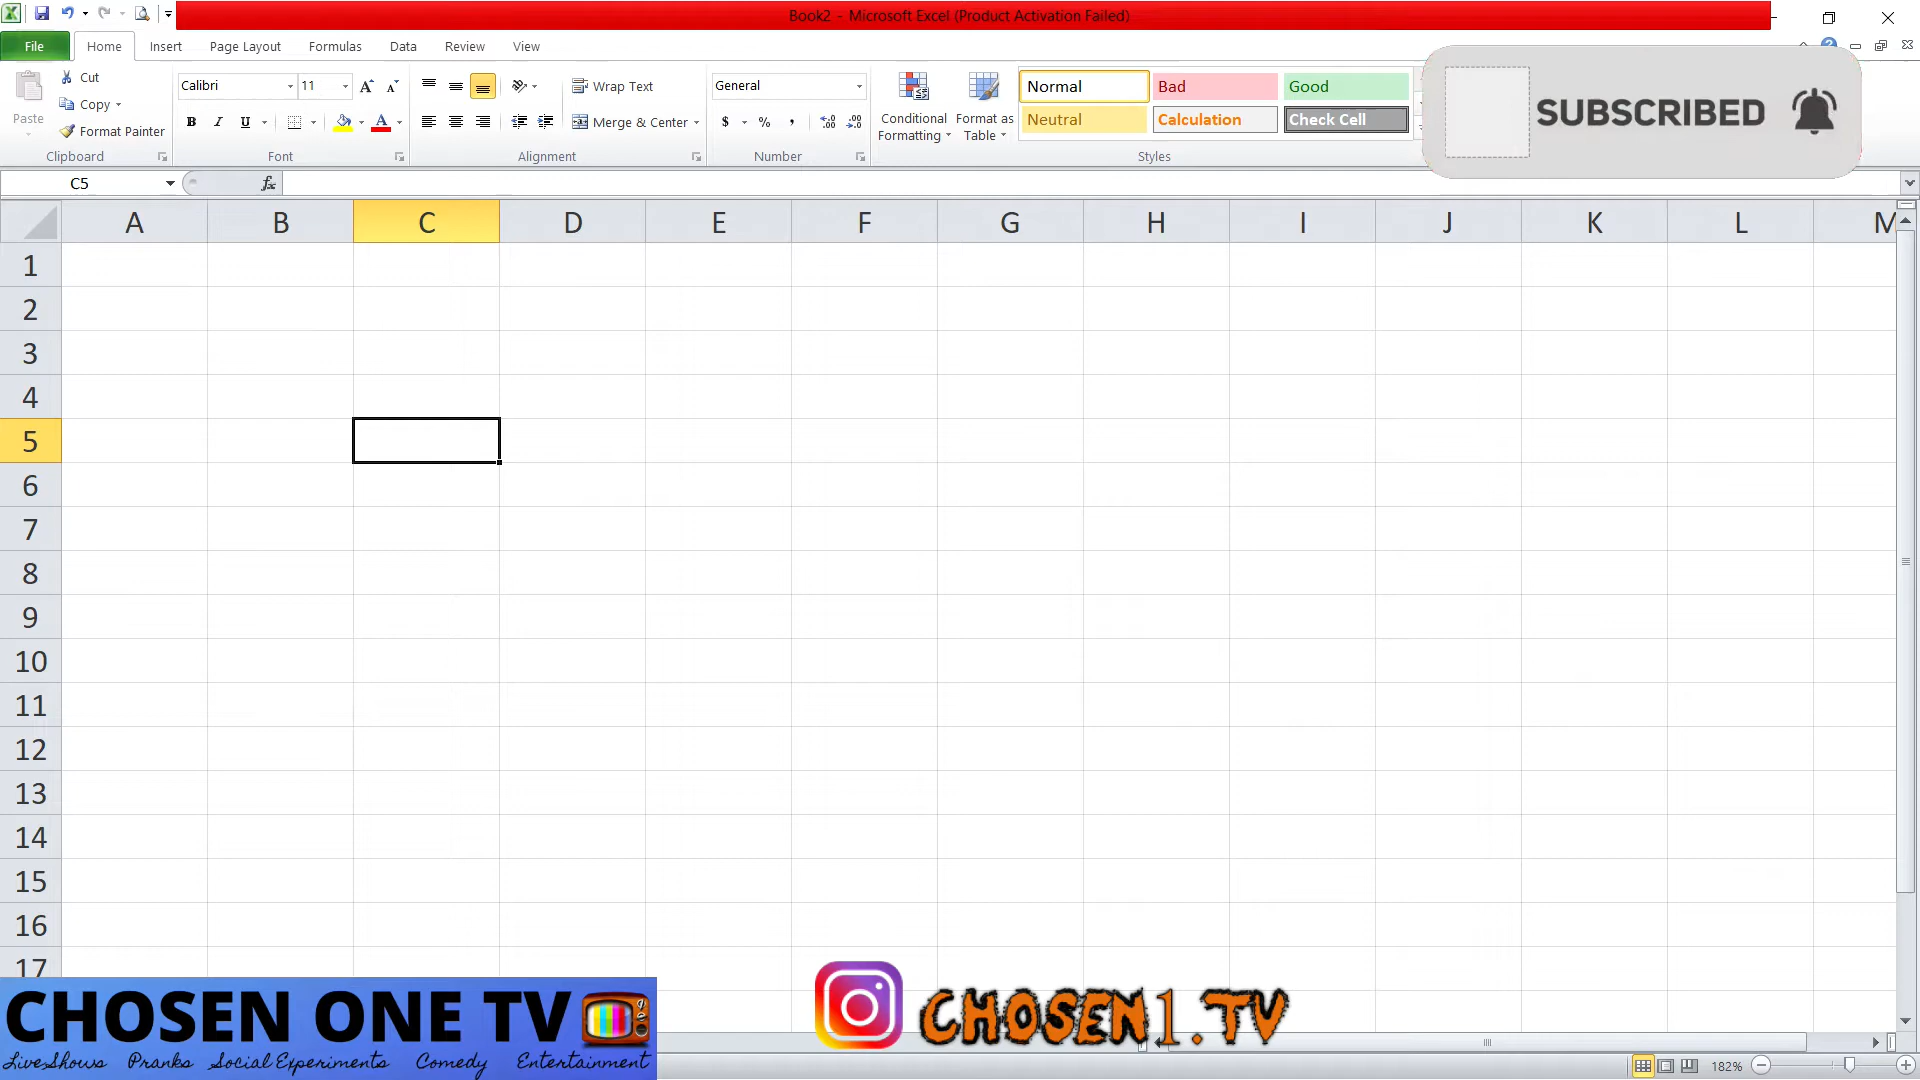 Book2 - Microsoft Excel (Product Activation Failed)
File Home Insert Page Layout Formulas Data Review View
Paste
Cut
Copy
Format Painter
Clipboard
Calibri 11
B I U A
Font
Wrap Text
Merge & Center
Alignment
General
$ % ,
Number
Conditional Formatting
Format as Table
Normal Bad Good
Neutral Calculation Check Cell
Styles
SUBSCRIBED
C5 fx
A B C D E F G H I J K L M
1
2
3
4
5
6
7
8
9
10
11
12
13
14
15
16
17
CHOSEN ONE TV
LiveShows Pranks Social Experiments Comedy Entertainment
CHOSEN1.TV
182%